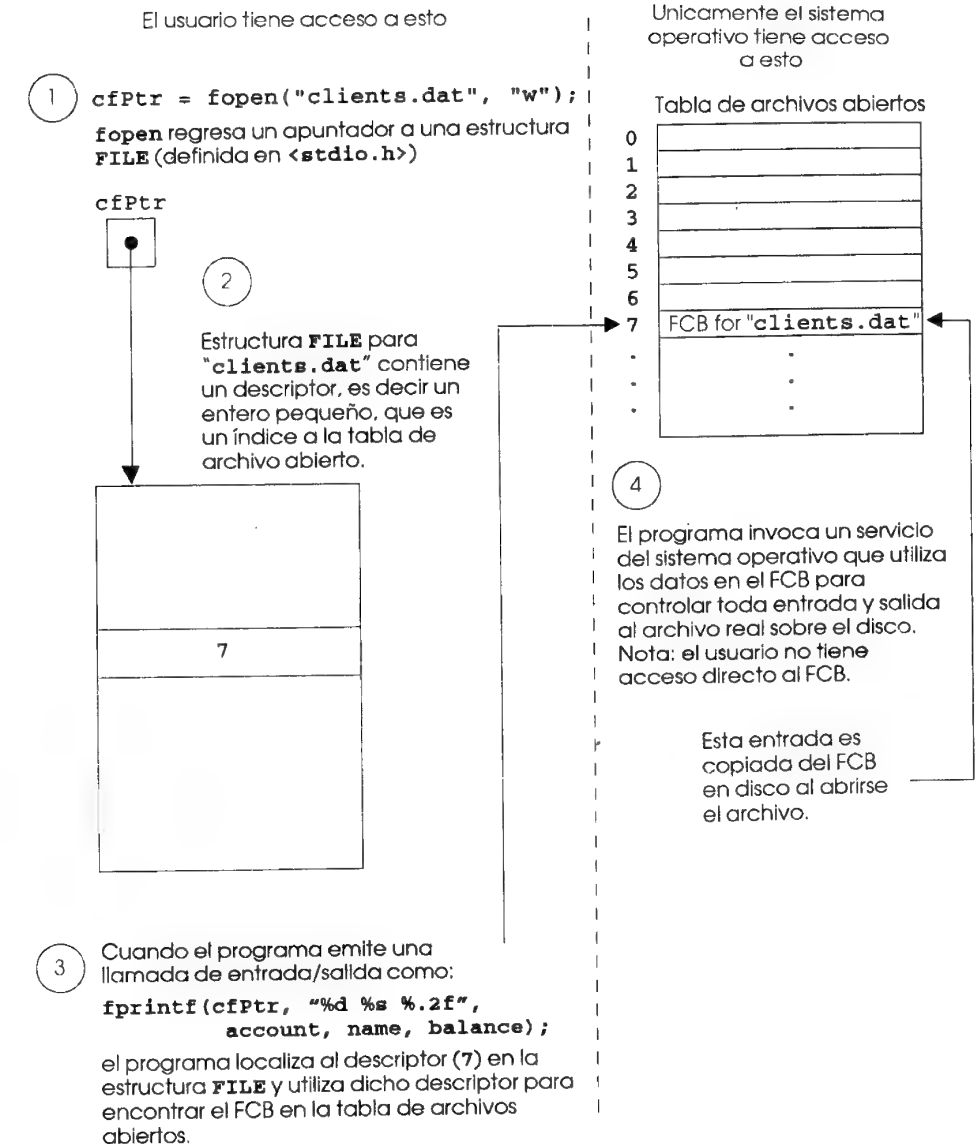 El usuario tiene acceso a esto
Unicamente el sistema
operativo tiene acceso
a esto
1
cfPtr = fopen("clients.dat", "w");
fopen regresa un apuntador a una estructura
FILE (definida en <stdio.h>)
cfPtr
2
Estructura FILE para
"clients.dat" contiene
un descriptor, es decir un
entero pequeño, que es
un índice a la tabla de
archivo abierto.
7
3
Cuando el programa emite una
llamada de entrada/salida como:
fprintf(cfPtr, "%d %s %.2f",
account, name, balance);
el programa localiza al descriptor (7) en la
estructura FILE y utiliza dicho descriptor para
encontrar el FCB en la tabla de archivos
abiertos.
Tabla de archivos abiertos
0
1
2
3
4
5
6
7 FCB for "clients.dat"
4
El programa invoca un servicio
del sistema operativo que utiliza
los datos en el FCB para
controlar toda entrada y salida
al archivo real sobre el disco.
Nota: el usuario no tiene
acceso directo al FCB.
Esta entrada es
copiada del FCB
en disco al abrirse
el archivo.